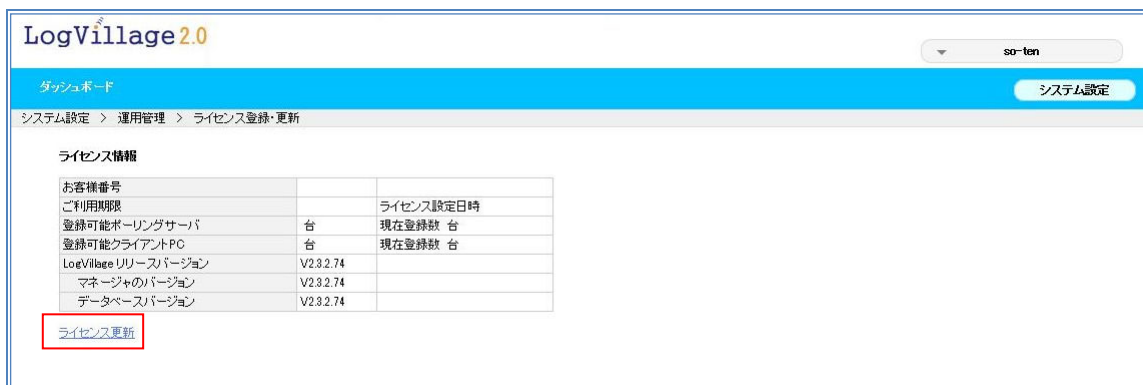 LogVillage 2.0
so-ten
ダッシュボード
システム設定
システム設定 > 運用管理 > ライセンス登録・更新
ライセンス情報
お客様番号
ご利用期限 ライセンス設定日時
登録可能ポーリングサーバ 台 現在登録数 台
登録可能クライアントPC 台 現在登録数 台
LogVillage リリースバージョン V2.3.2.74
マネージャのバージョン V2.3.2.74
データベースバージョン V2.3.2.74
ライセンス更新